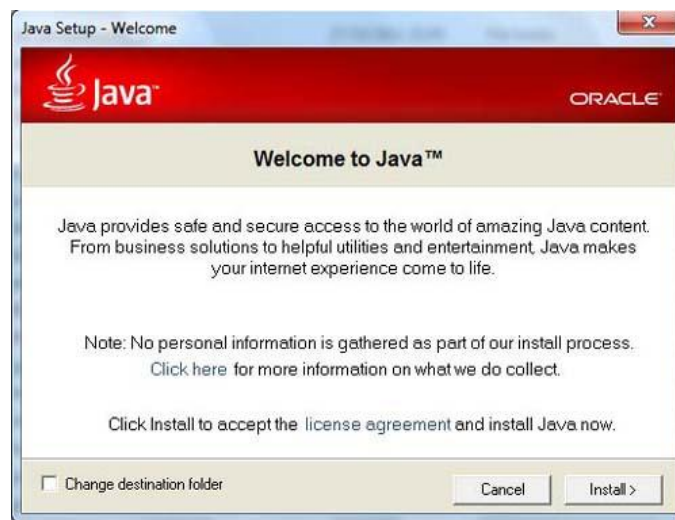 Java Setup - Welcome
Java™
ORACLE®
Welcome to Java™
Java provides safe and secure access to the world of amazing Java content.
From business solutions to helpful utilities and entertainment, Java makes
your internet experience come to life.
Note: No personal information is gathered as part of our install process.
Click here for more information on what we do collect.
Click Install to accept the license agreement and install Java now.
Change destination folder
Cancel
Install >